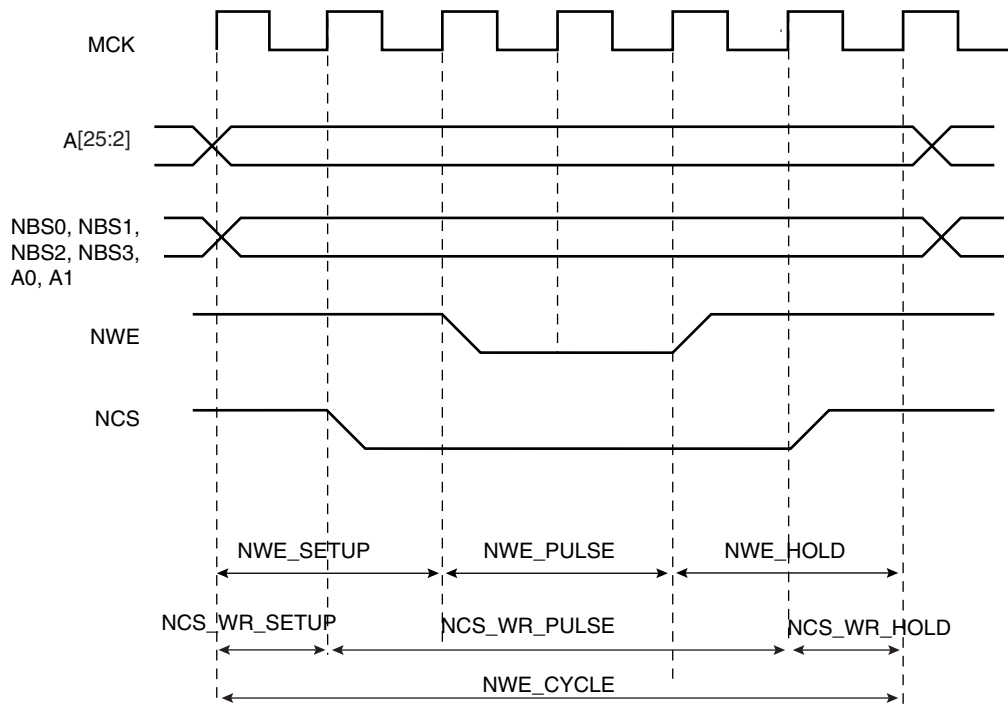 MCK
A[25:2]
NBS0, NBS1,
NBS2, NBS3,
A0, A1
NWE
NCS
NWE_SETUP
NWE_PULSE
NWE_HOLD
NCS_WR_SETUP
NCS_WR_PULSE
NCS_WR_HOLD
NWE_CYCLE